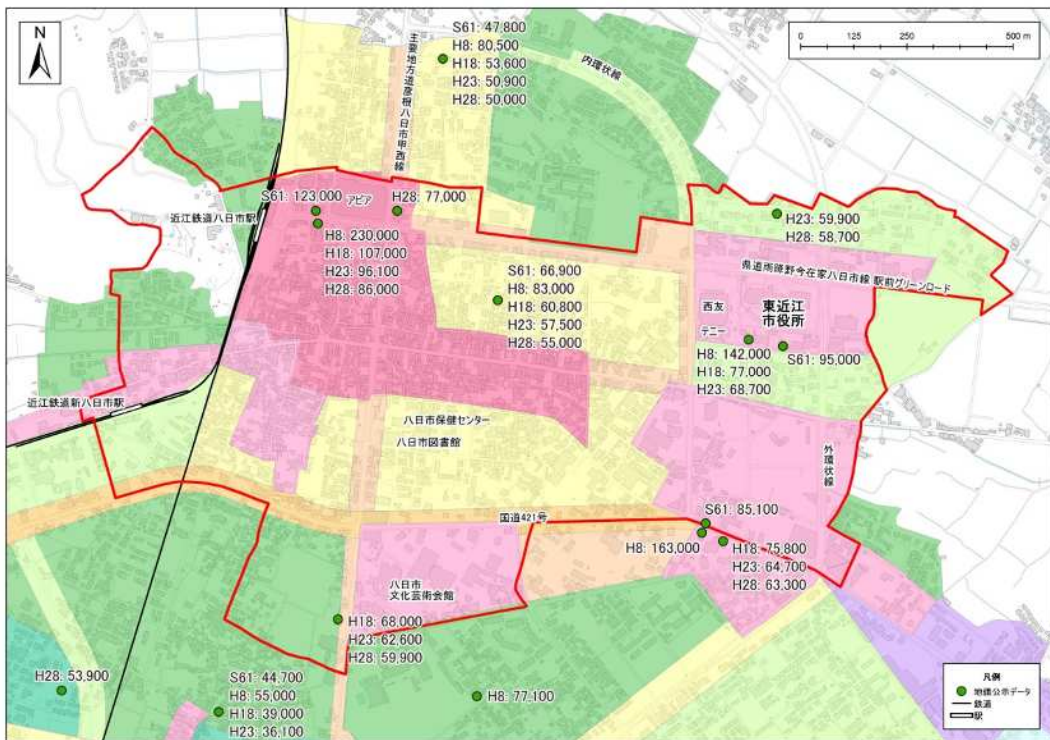 N
0 125 250 500 m
S61: 47,800
H8: 80,500
H18: 53,600
H23: 50,900
H28: 50,000
主要地方道彦根八日市甲西線
内環状線
S61: 123,000
アピア
H28: 77,000
近江鉄道八日市駅
H8: 230,000
H18: 107,000
H23: 96,100
H28: 86,000
H23: 59,900
H28: 58,700
S61: 66,900
H8: 83,000
H18: 60,800
H23: 57,500
H28: 55,000
県道雨降野今在家八日市線 駅前グリーンロード
西友
テニー
東近江
市役所
H8: 142,000
H18: 77,000
H23: 68,700
S61: 95,000
近江鉄道新八日市駅
八日市保健センター
八日市図書館
外環状線
国道421号
S61: 85,100
H8: 163,000
H18: 75,800
H23: 64,700
H28: 63,300
八日市
文化芸術会館
H18: 68,000
H23: 62,600
H28: 59,900
H28: 53,900
S61: 44,700
H8: 55,000
H18: 39,000
H23: 36,100
H8: 77,100
凡例
地価公示データ
鉄道
駅